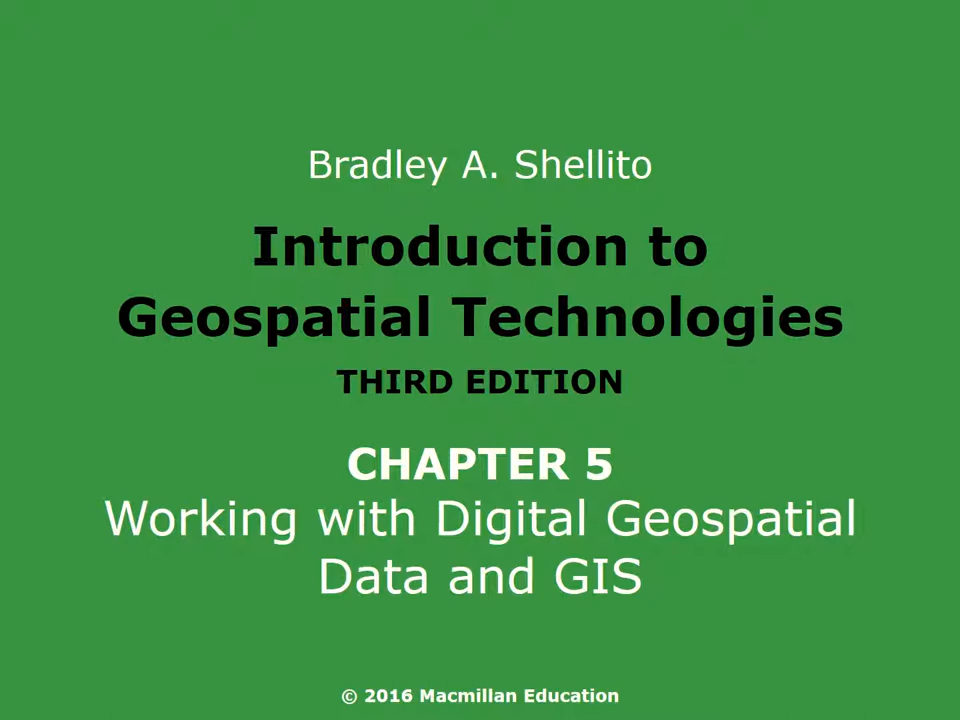 Bradley A. Shellito
Introduction to
Geospatial Technologies
THIRD EDITION
CHAPTER 5
Working with Digital Geospatial
Data and GIS
© 2016 Macmillan Education